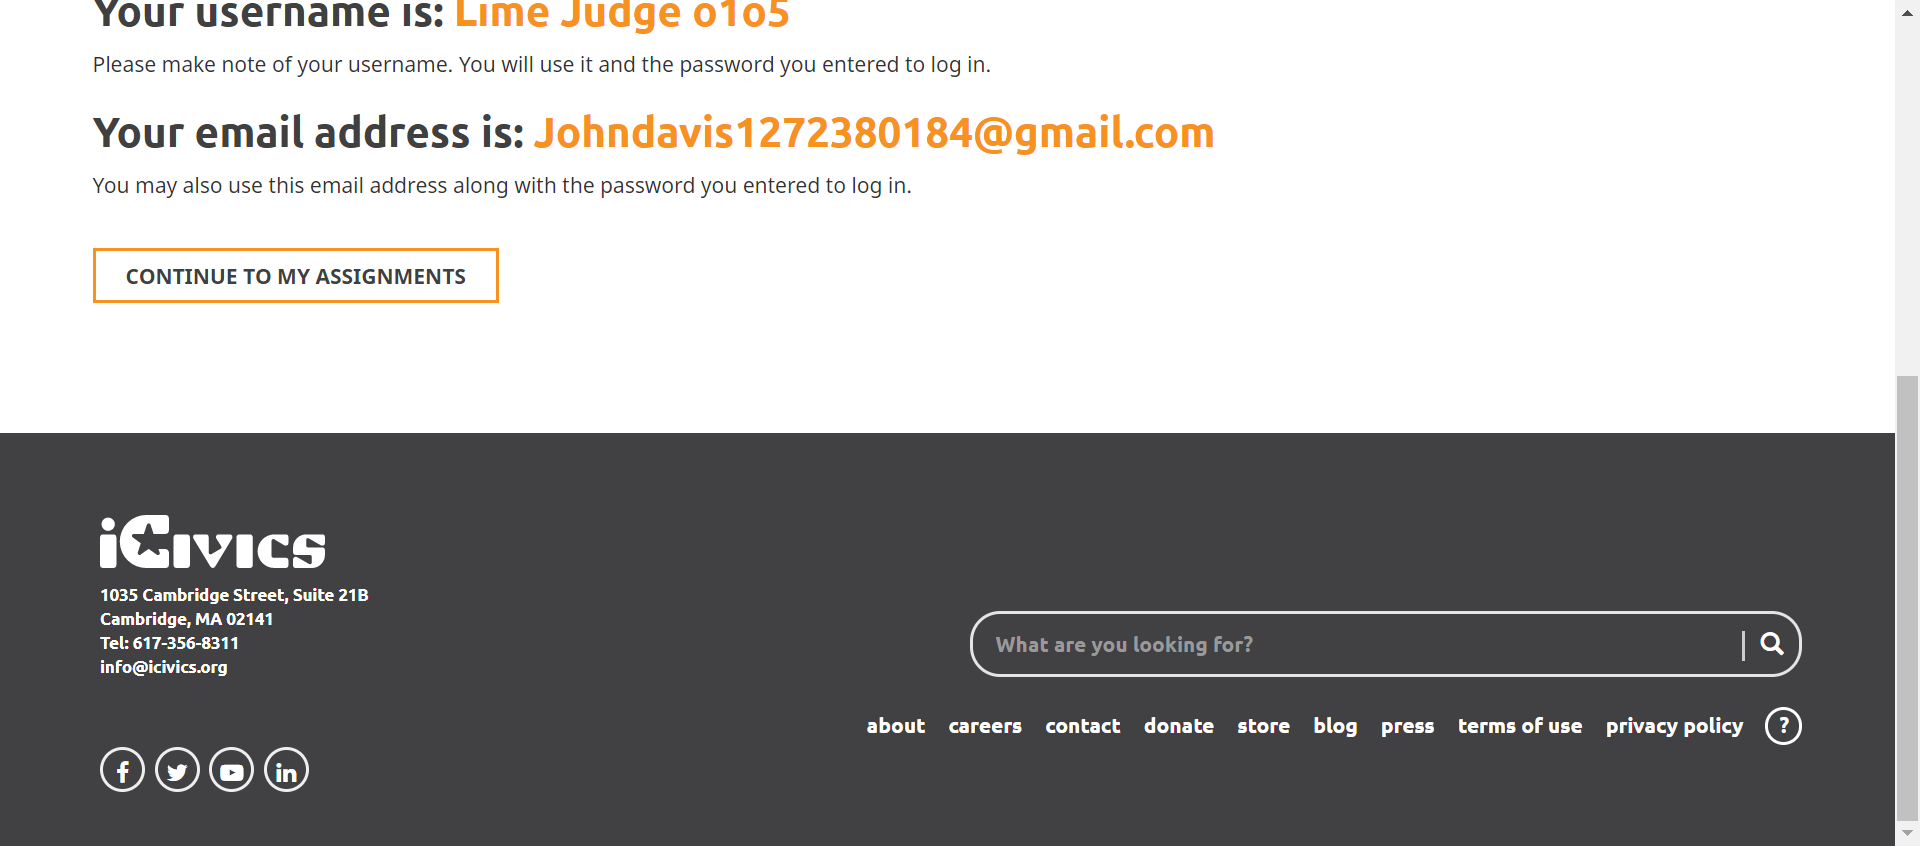 Your username is: Lime Judge o1o5
Please make note of your username. You will use it and the password you entered to log in.
Your email address is: Johndavis1272380184@gmail.com
You may also use this email address along with the password you entered to log in.
CONTINUE TO MY ASSIGNMENTS
iCivics
1035 Cambridge Street, Suite 21B
Cambridge, MA 02141
Tel: 617-356-8311
info@icivics.org
What are you looking for?
about careers contact donate store blog press terms of use privacy policy ?